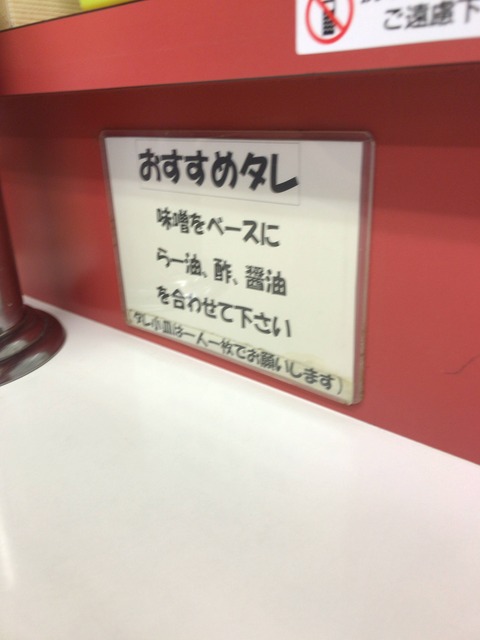 ご遠慮下
おすすめタレ
味噌をベースに
らー油、酢、醤油
を合わせて下さい
(タレ小皿は一人一枚でお願いします)